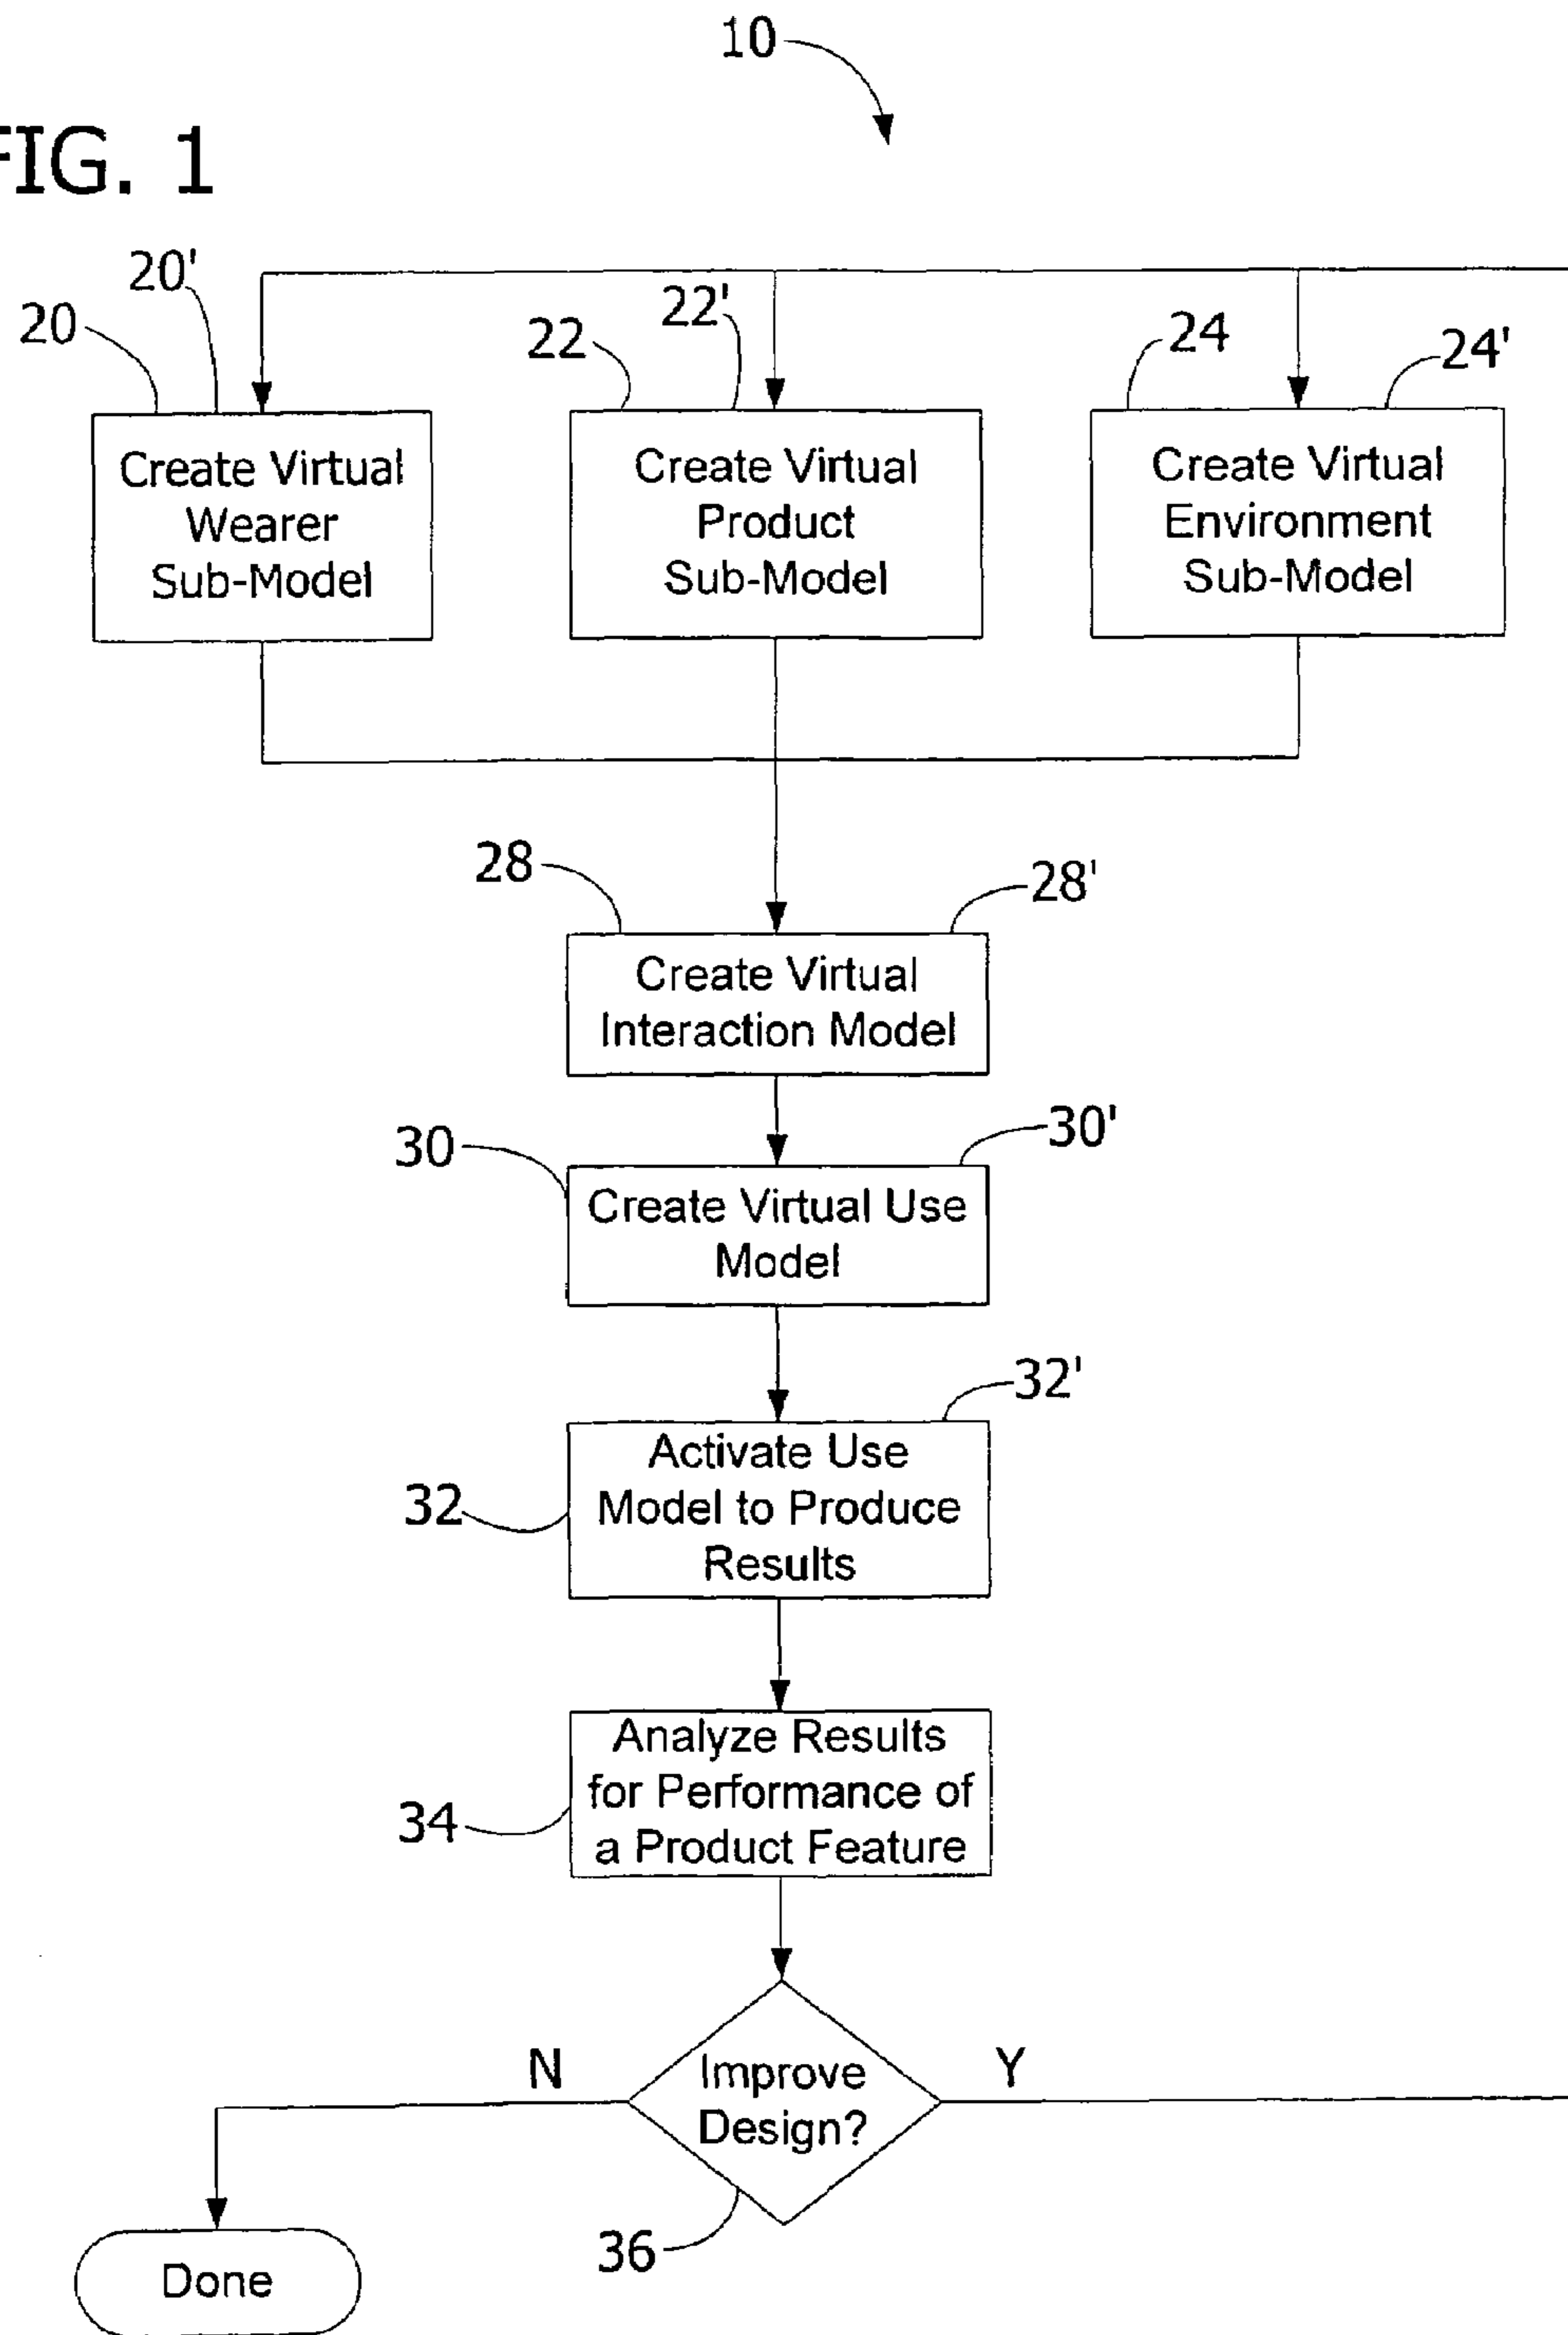 10
FIG. 1
20'
20
22'
22
24
24'
Create Virtual
Wearer
Sub-Model
Create Virtual
Product
Sub-Model
Create Virtual
Environment
Sub-Model
28
28'
Create Virtual
Interaction Model
30
30'
Create Virtual Use
Model
32'
32
Activate Use
Model to Produce
Results
34
Analyze Results
for Performance of
a Product Feature
N
Y
Improve
Design?
36
Done